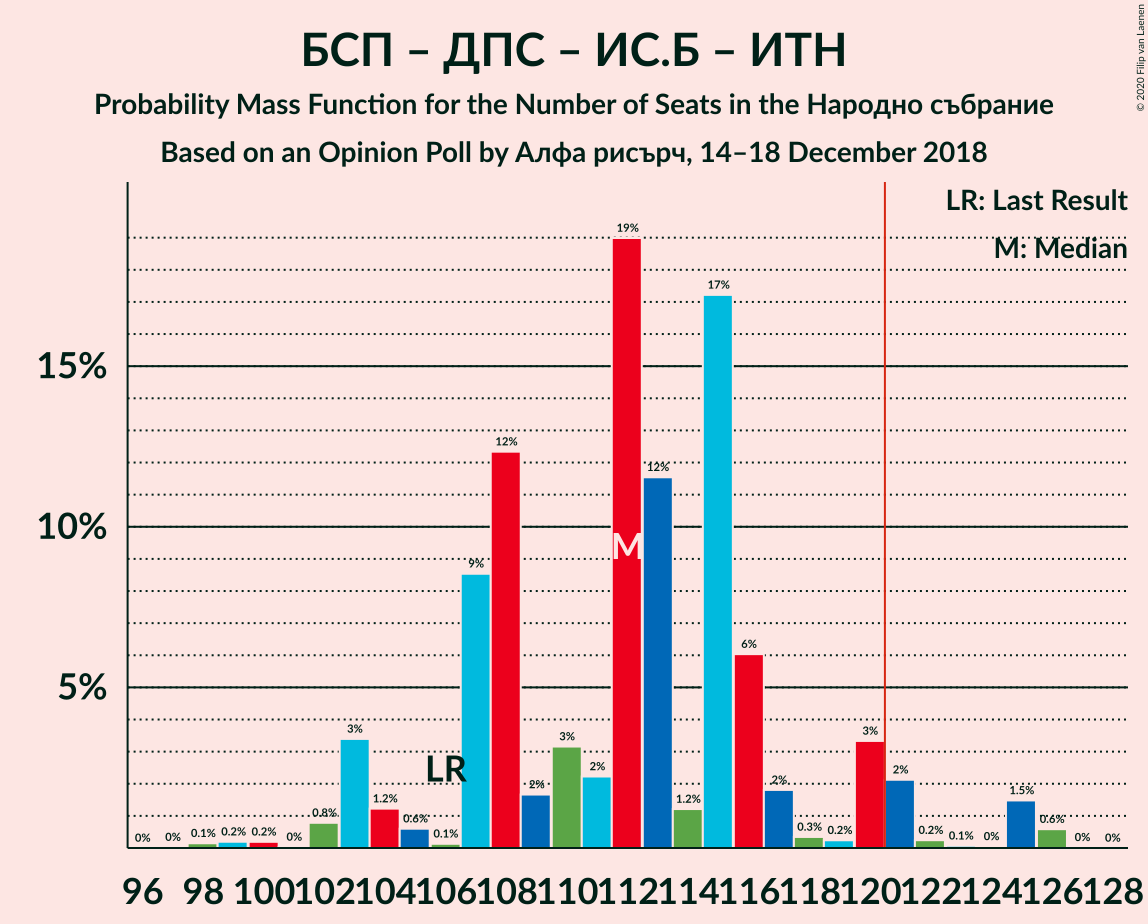 БСП – ДПС – ИС.Б – ИТН
Probability Mass Function for the Number of Seats in the Народно събрание
Based on an Opinion Poll by Алфа рисърч, 14–18 December 2018
© 2020 Filip van Laenen
LR: Last Result
M: Median
15%
10%
5%
0% 0% 0.1% 0.2% 0.2% 0% 0.8% 3% 1.2% 0.6% 0.1% 9% 12% 2% 3% 2% 19% 12% 1.2% 17% 6% 2% 0.3% 0.2% 3% 2% 0.2% 0.1% 0% 1.5% 0.6% 0% 0%
LR
M
96 98 100 102 104 106 108 110 112 114 116 118 120 122 124 126 128